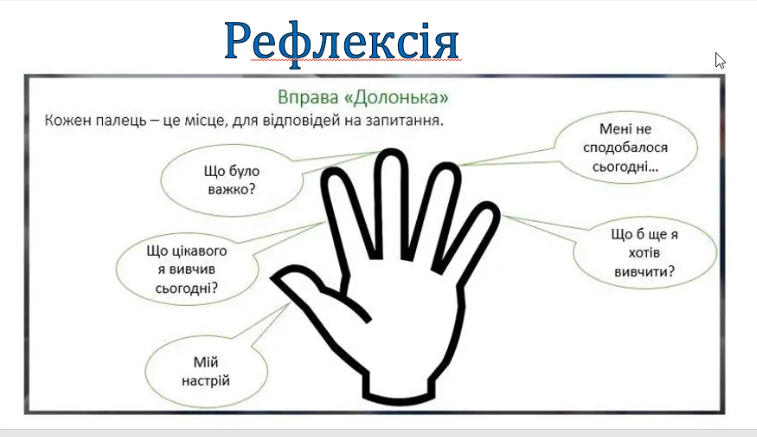 Рефлексія
Вправа «Долонька»
Кожен палець – це місце, для відповідей на запитання.
Що було
важко?
Мені не
сподобалося
сьогодні...
Що цікавого
я вивчив
сьогодні?
Що б ще я
хотів
вивчити?
Мій
настрій